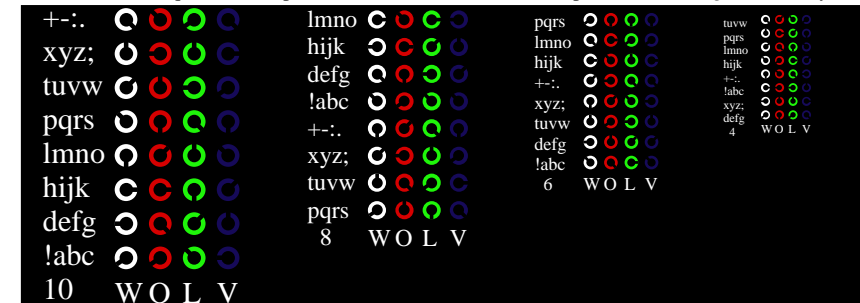 +-:.
xyz;
tuvw
pqrs
lmno
hijk
defg
!abc
10 W O L V
lmno
hijk
defg
!abc
+-:.
xyz;
tuvw
pqrs
8 W O L V
pqrs
lmno
hijk
+-:.
xyz;
tuvw
defg
!abc
6 W O L V
tuvw
pqrs
lmno
hijk
+-:.
!abc
xyz;
defg
4 W O L V